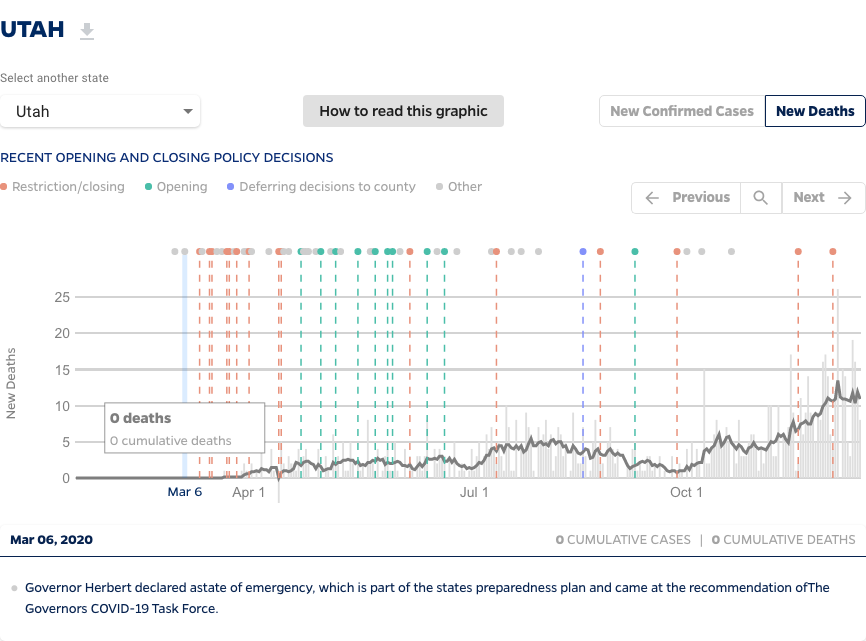 UTAH
Select another state
Utah
How to read this graphic
New Confirmed Cases
New Deaths
RECENT OPENING AND CLOSING POLICY DECISIONS
Restriction/closing
Opening
Deferring decisions to county
Other
Previous
Next
25
20
15
10
5
0
New Deaths
0 deaths
0 cumulative deaths
Mar 6
Apr 1
Jul 1
Oct 1
Mar 06, 2020
0 CUMULATIVE CASES | 0 CUMULATIVE DEATHS
Governor Herbert declared astate of emergency, which is part of the states preparedness plan and came at the recommendation ofThe
Governors COVID-19 Task Force.